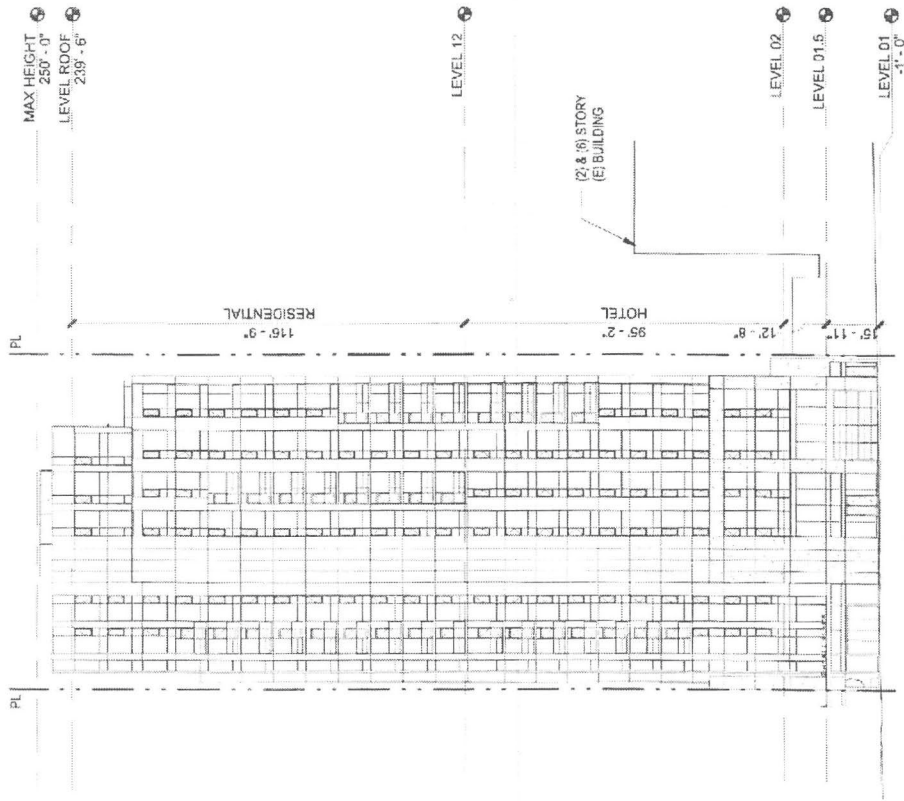 PL
PL
MAX HEIGHT
250' - 0"
LEVEL ROOF
239' - 6"
LEVEL 12
LEVEL 02
LEVEL 01.5
LEVEL 01
-1' - 0"
116' - 9"
RESIDENTIAL
95' - 2"
HOTEL
12' - 8"
15' - 11"
(2) & (6) STORY
(E) BUILDING